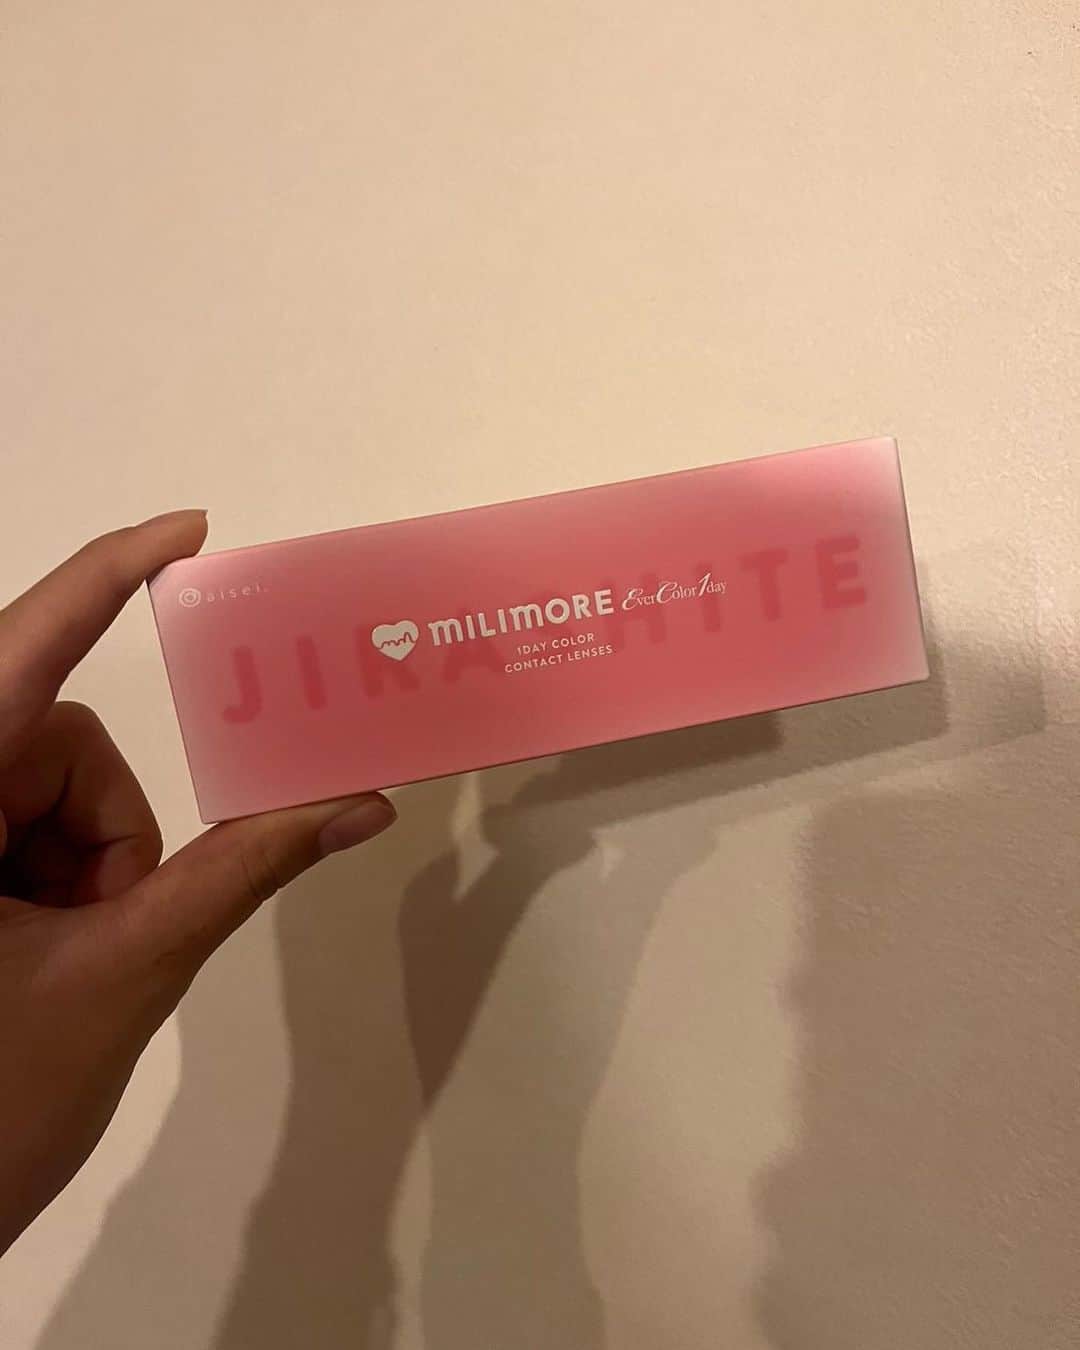 aisei.
MILIMORE EverColor1day
1DAY COLOR
CONTACT LENSES